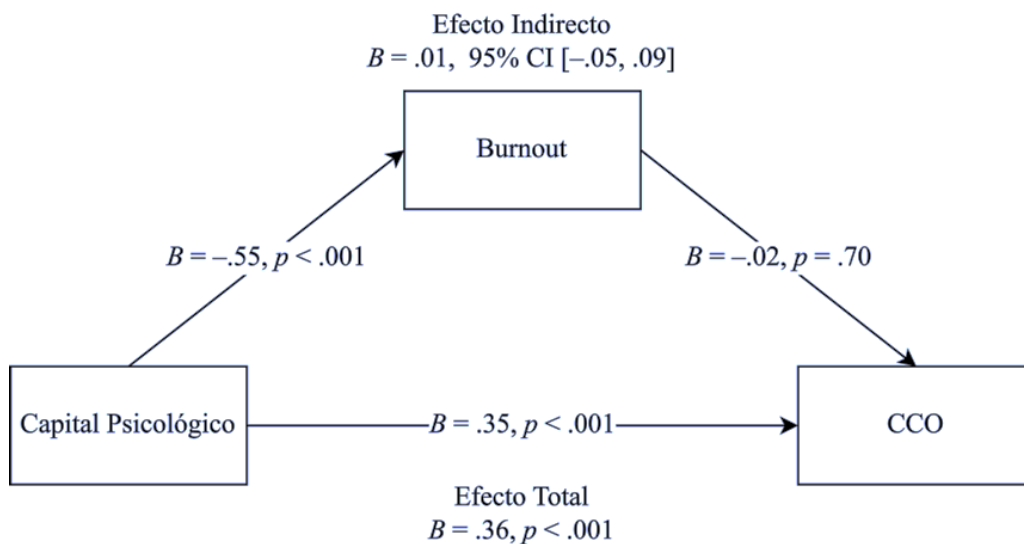 Efecto Indirecto
B = .01, 95% CI [–.05, .09]
Burnout
B = –.55, p < .001
B = –.02, p = .70
Capital Psicológico
B = .35, p < .001
CCO
Efecto Total
B = .36, p < .001